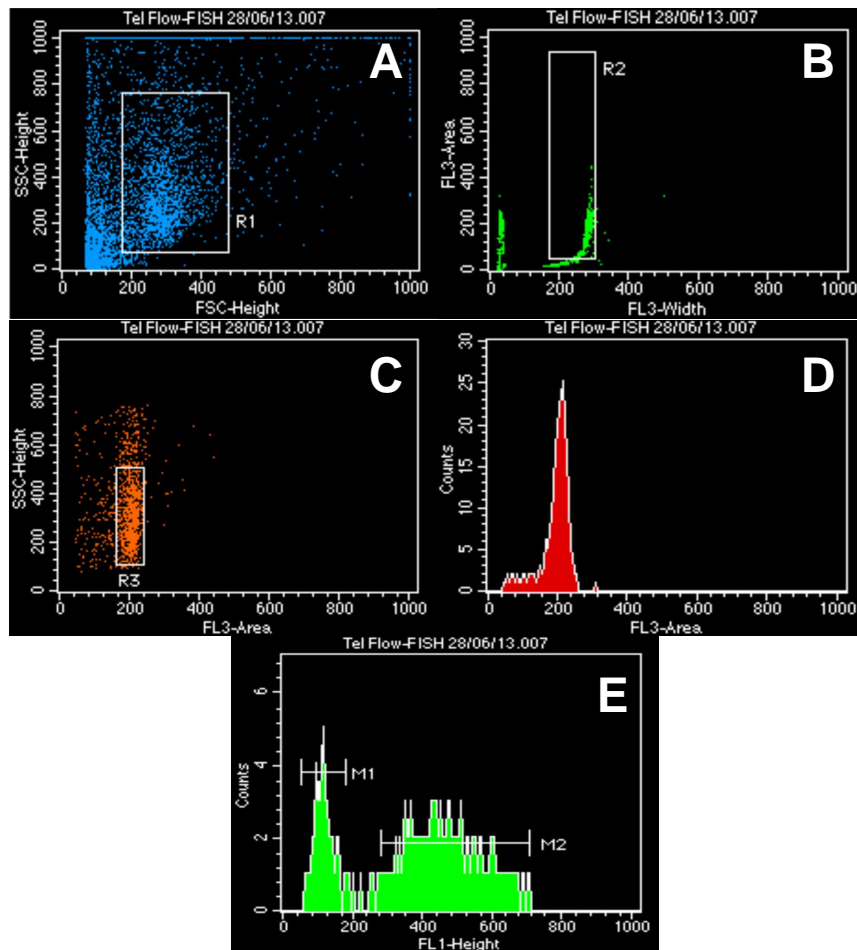 Tel Flow-FISH 28/06/13.007
A
SSC-Height
1000
800
600
400
200
0
R1
0 200 400 600 800 1000
FSC-Height
Tel Flow-FISH 28/06/13.007
B
FL3-Area
1000
800
600
400
200
0
R2
0 200 400 600 800 1000
FL3-Width
Tel Flow-FISH 28/06/13.007
C
SSC-Height
1000
800
600
400
200
0
R3
0 200 400 600 800 1000
FL3-Area
Tel Flow-FISH 28/06/13.007
D
Counts
30
25
20
15
10
5
0
0 200 400 600 800 1000
FL3-Area
Tel Flow-FISH 28/06/13.007
E
Counts
6
4
2
0
M1
M2
0 200 400 600 800 1000
FL1-Height